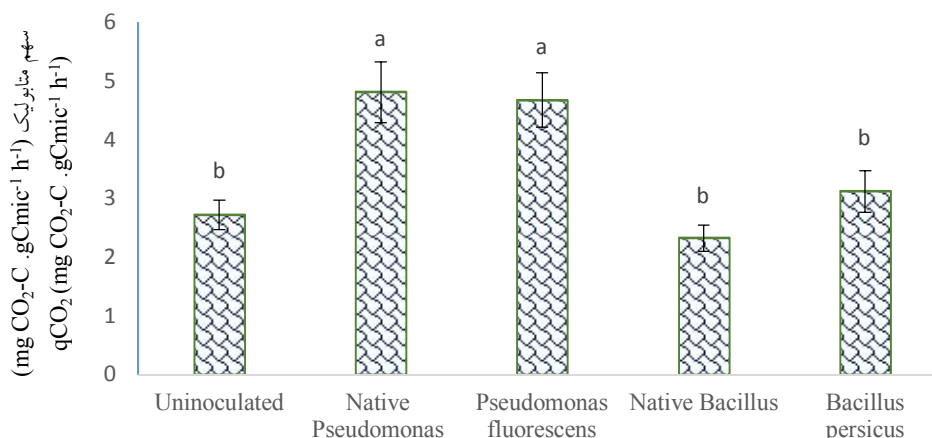 سهم متابولیک (mg CO₂-C .gCmic⁻¹ h⁻¹)
qCO₂ (mg CO₂-C .gCmic⁻¹ h⁻¹)
6
5
4
3
2
1
0
b
a
a
b
b
Uninoculated
Native
Pseudomonas
Pseudomonas
fluorescens
Native Bacillus
Bacillus
persicus